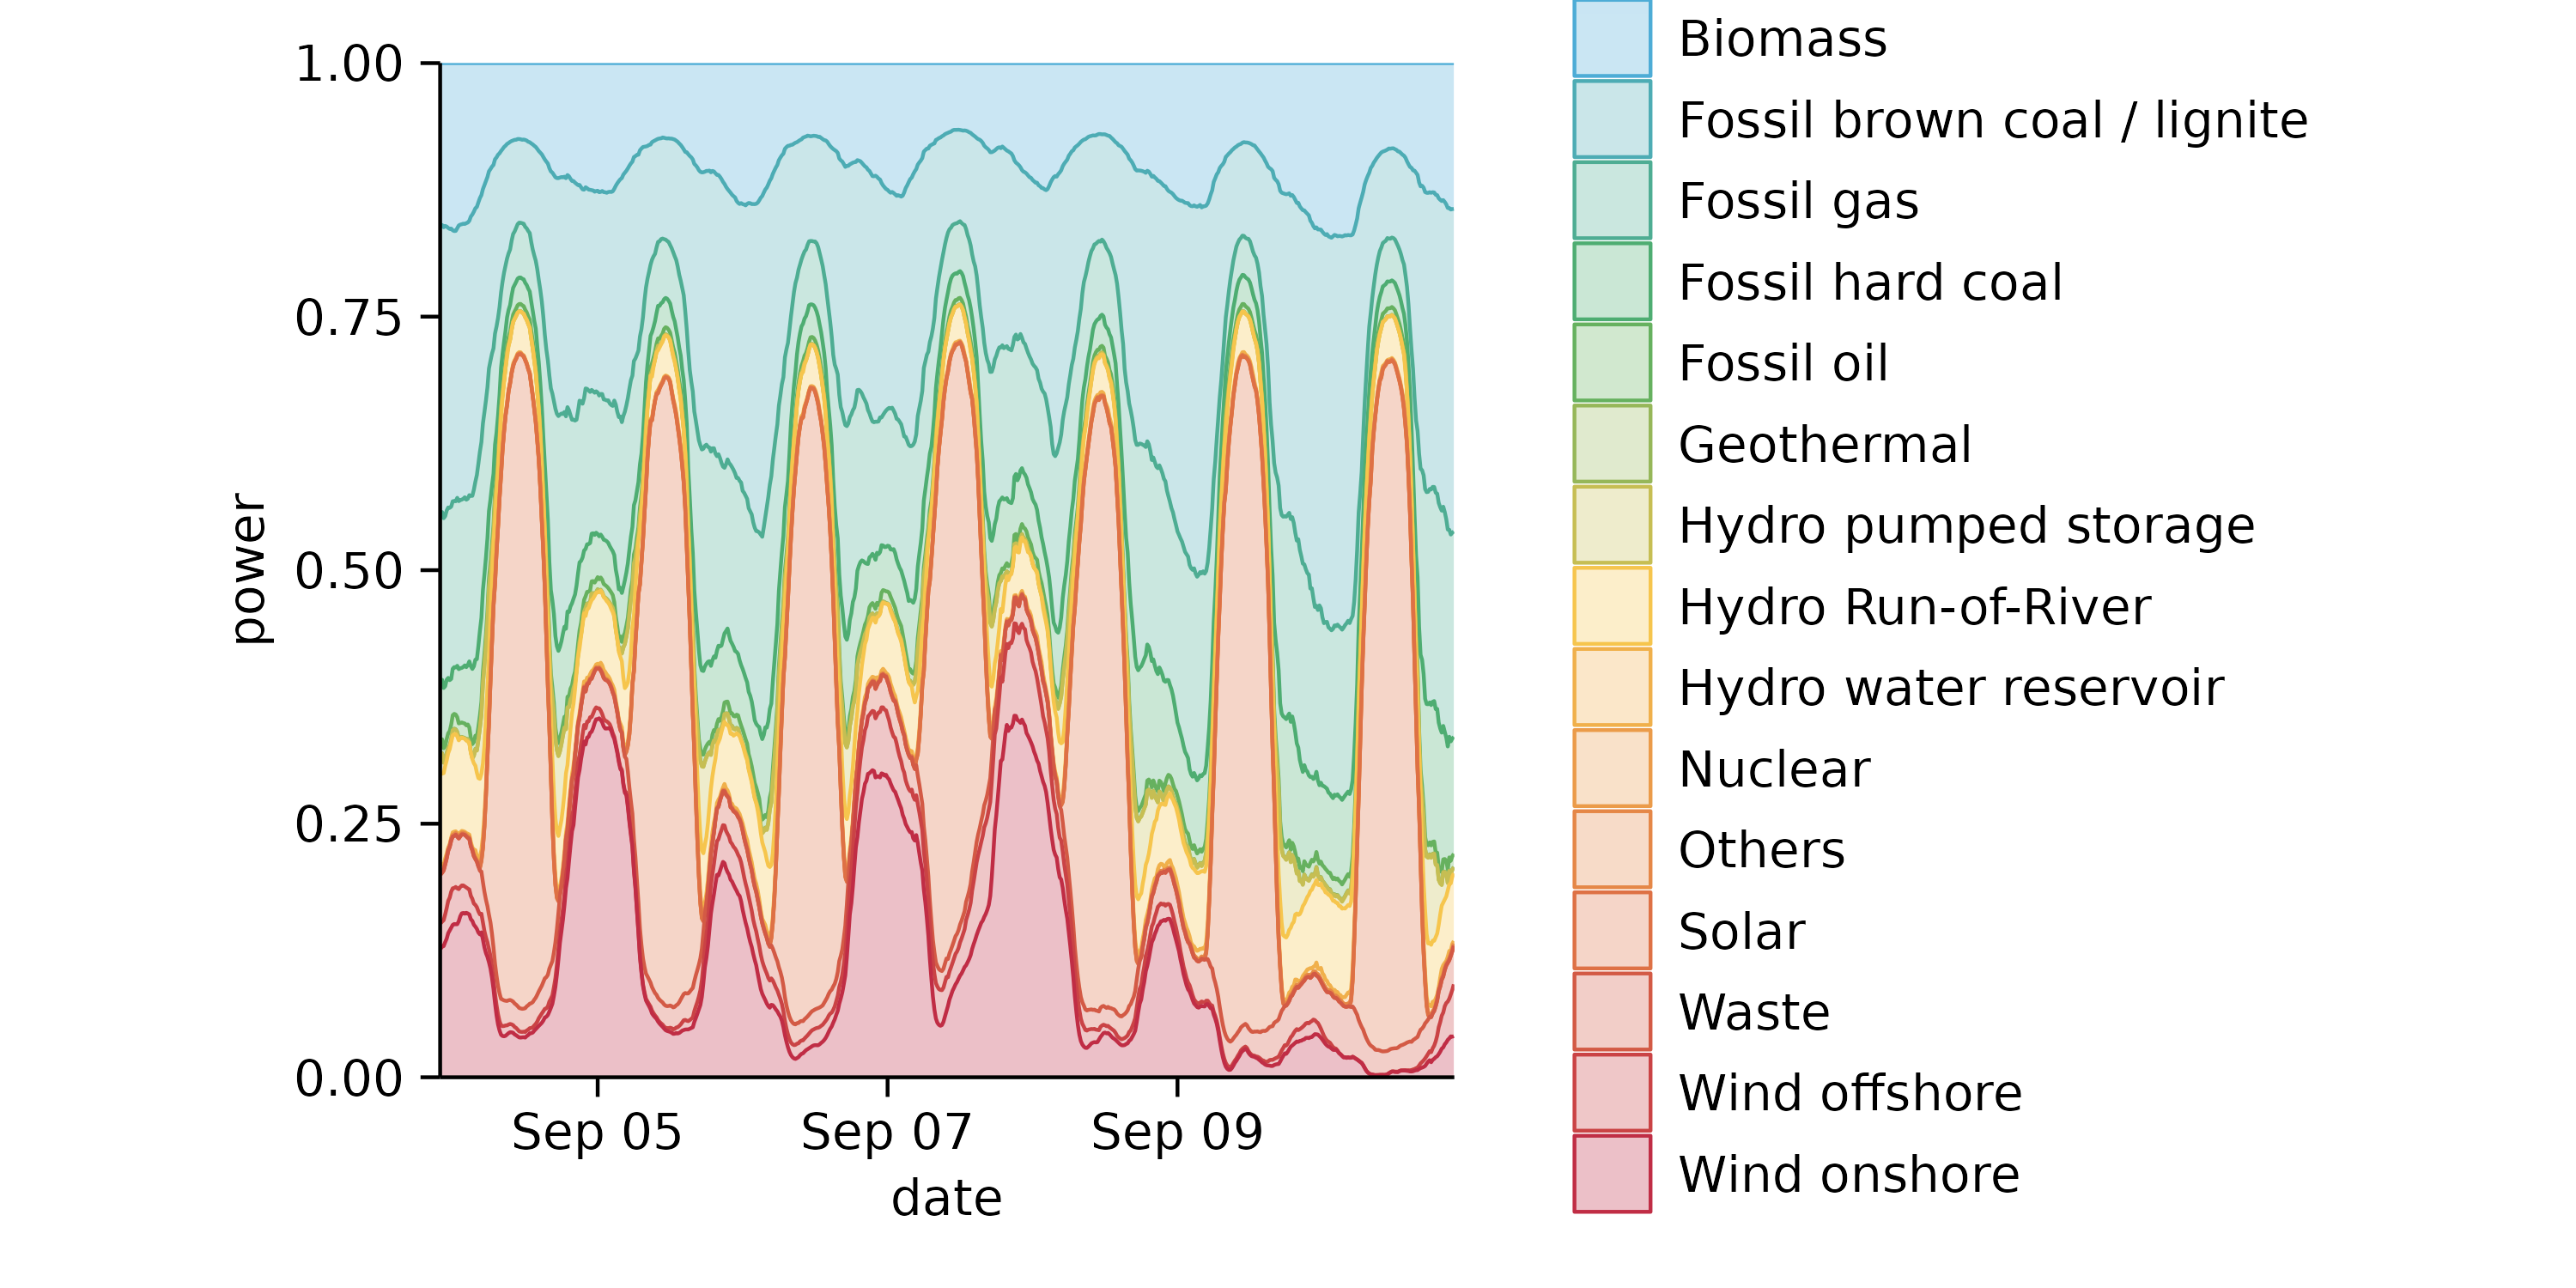 1.00
0.75
0.50
0.25
0.00
power
Sep 05
Sep 07
Sep 09
date
Biomass
Fossil brown coal / lignite
Fossil gas
Fossil hard coal
Fossil oil
Geothermal
Hydro pumped storage
Hydro Run-of-River
Hydro water reservoir
Nuclear
Others
Solar
Waste
Wind offshore
Wind onshore